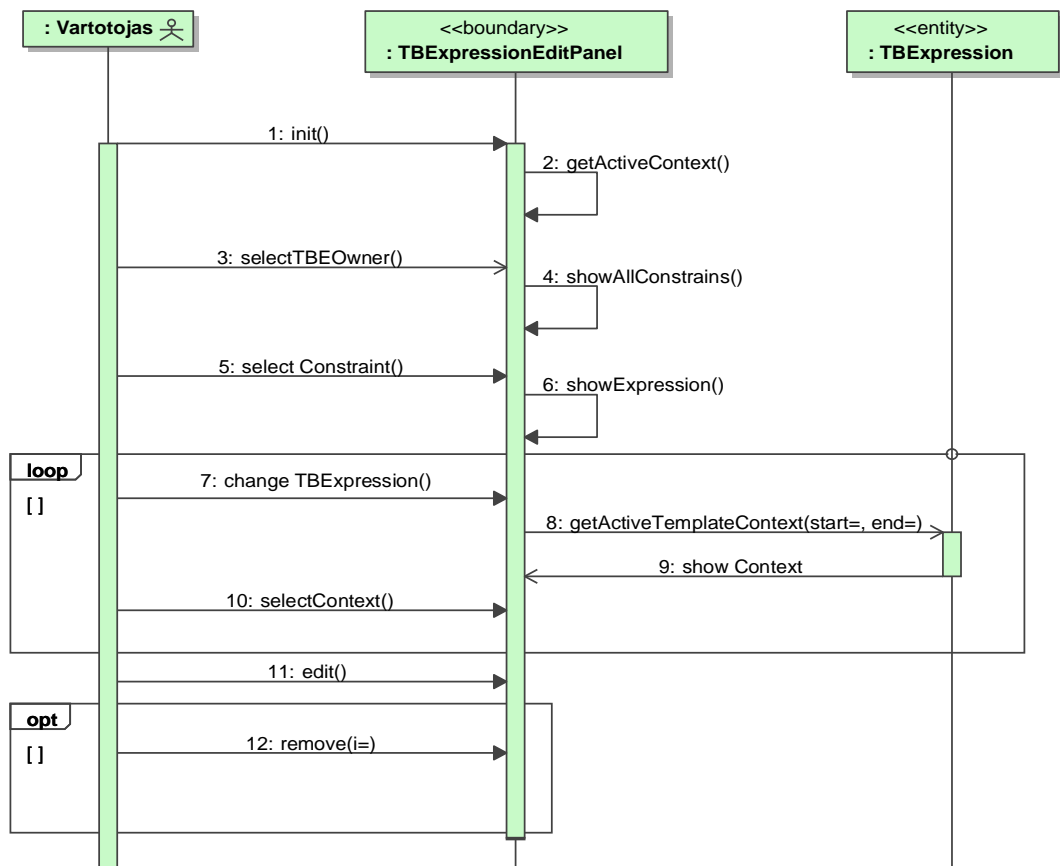 : Vartotojas
<<boundary>>
: TBExpressionEditPanel
<<entity>>
: TBExpression
1: init()
2: getActiveContext()
3: selectTBEOwner()
4: showAllConstrains()
5: select Constraint()
6: showExpression()
loop
[ ]
7: change TBExpression()
8: getActiveTemplateContext(start=, end=)
9: show Context
10: selectContext()
11: edit()
opt
[ ]
12: remove(i=)